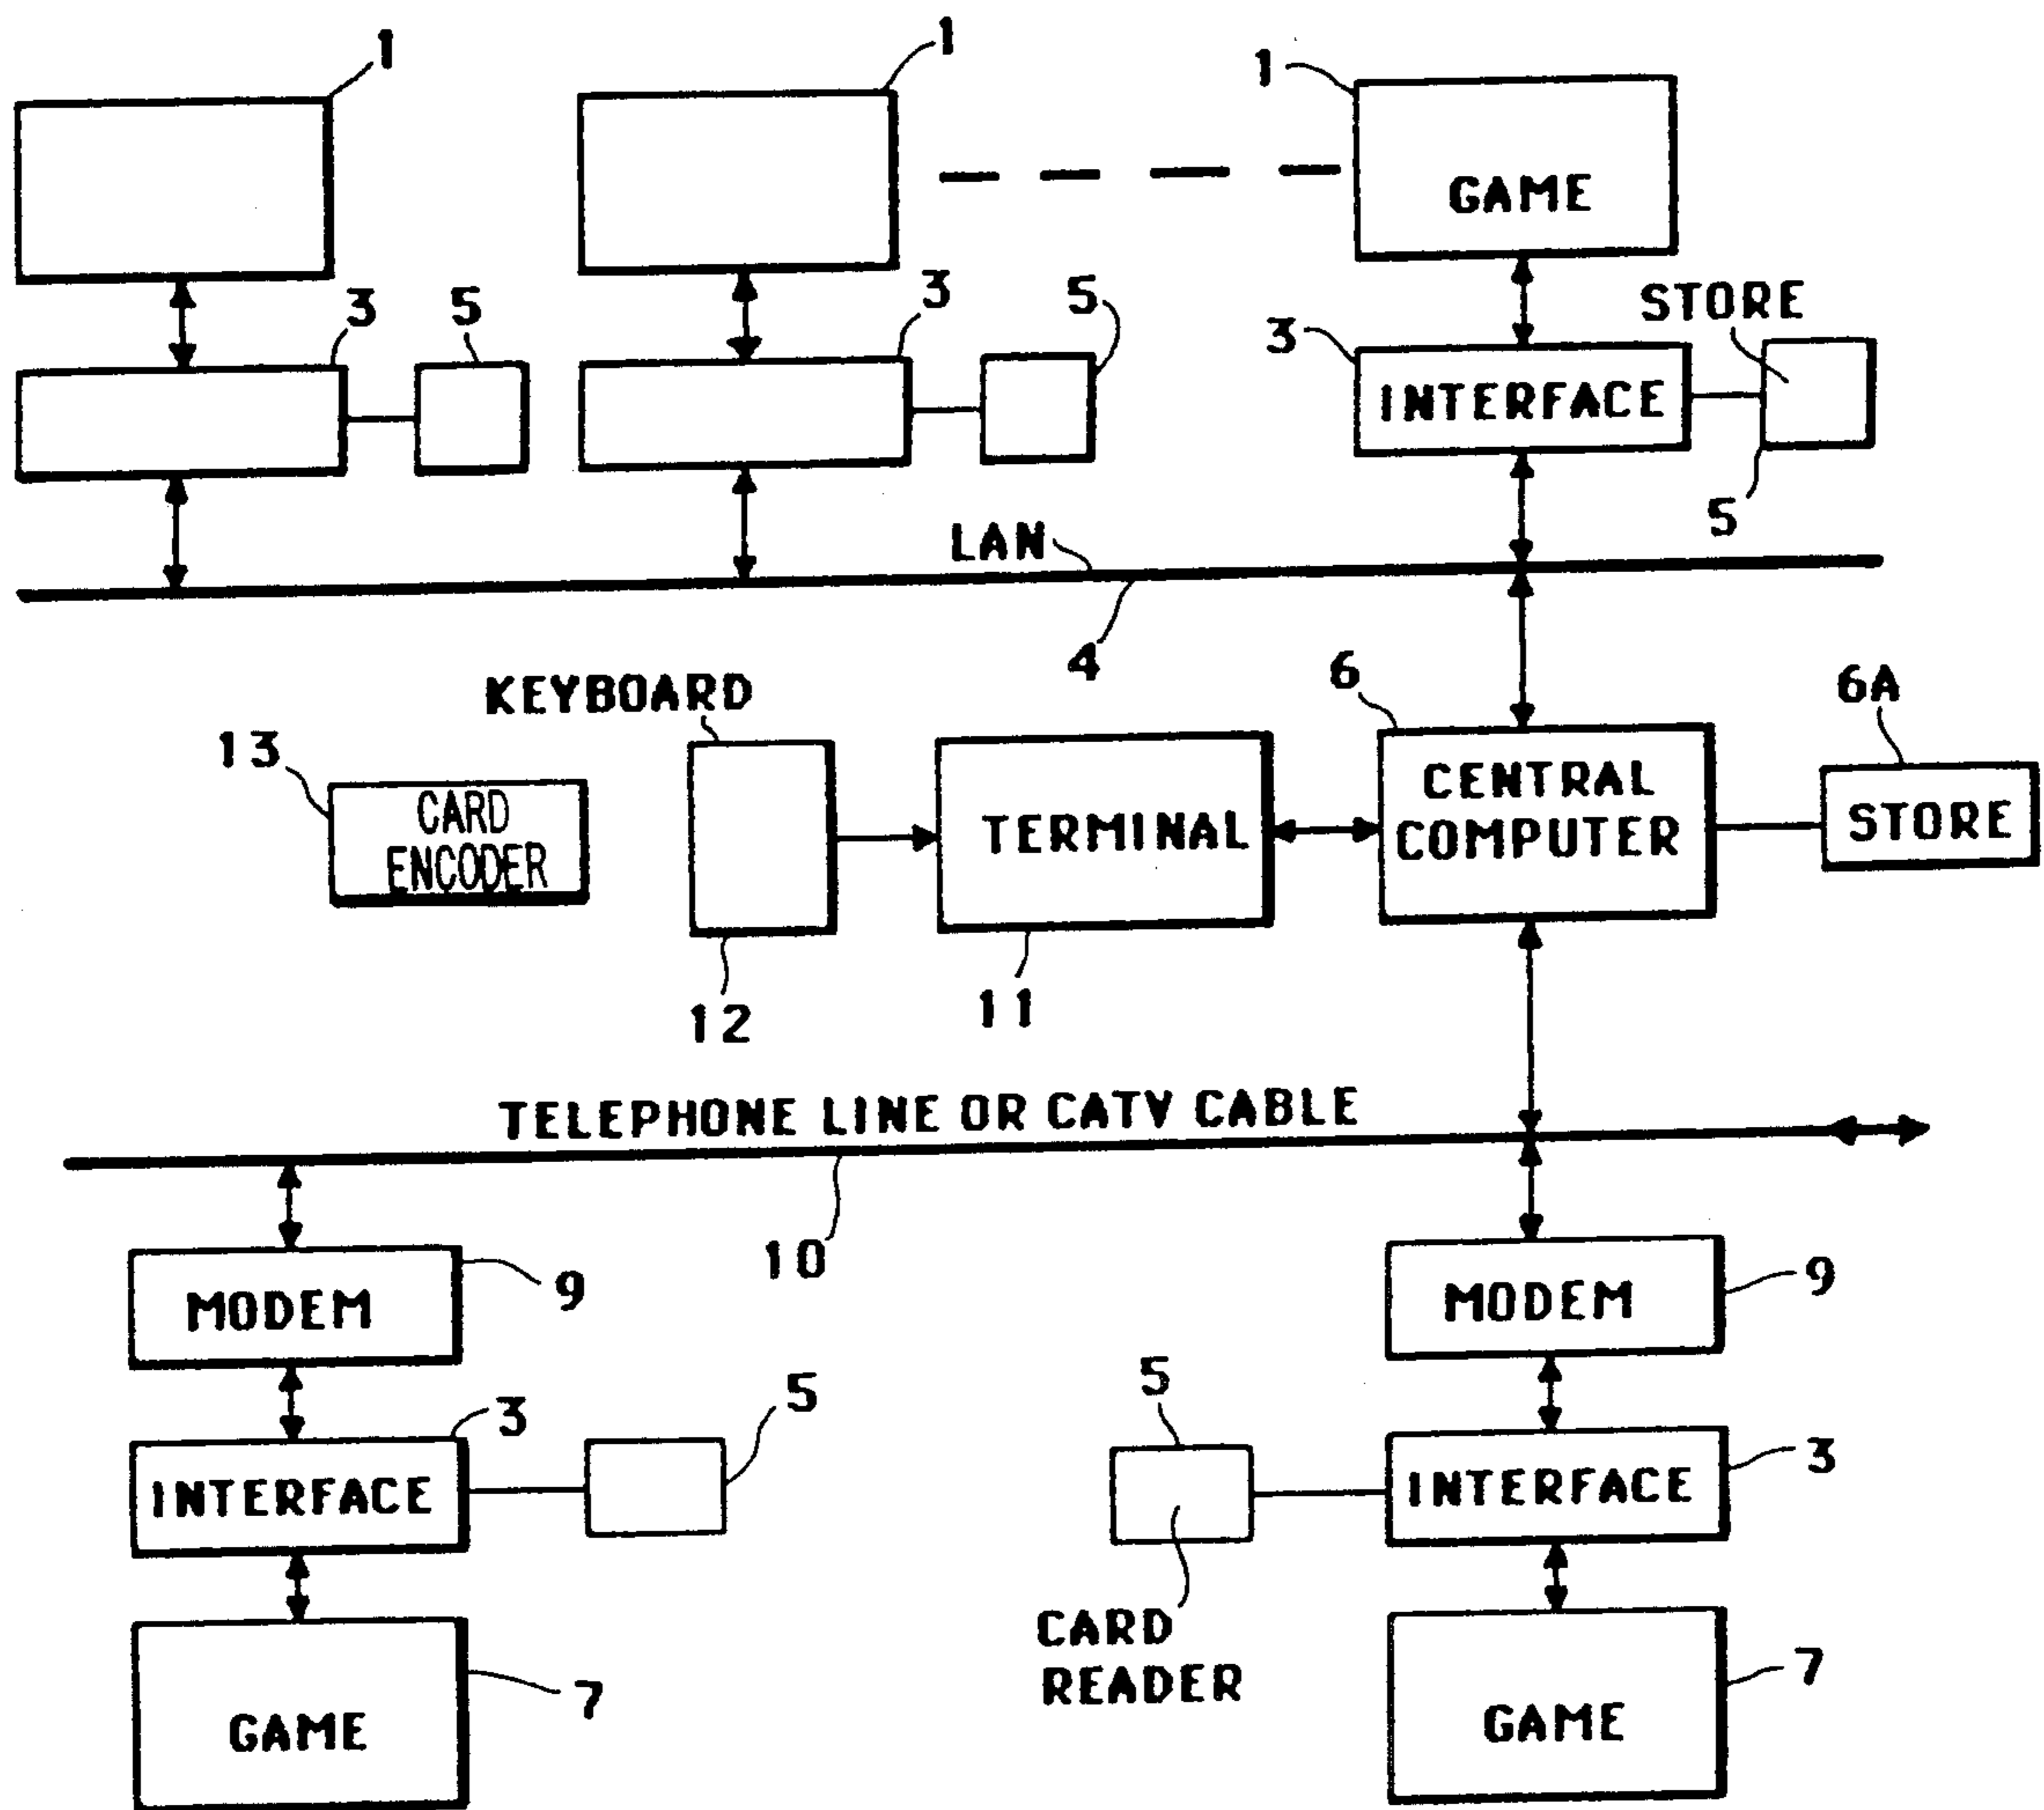 1
1
1
GAME
3
5
3
5
3
STORE
INTERFACE
5
LAN
4
KEYBOARD
6
6A
13
CARD
ENCODER
TERMINAL
CENTRAL
COMPUTER
STORE
12
11
TELEPHONE LINE OR CATV CABLE
10
MODEM
9
MODEM
9
3
5
5
INTERFACE
INTERFACE
3
CARD
READER
GAME
7
GAME
7